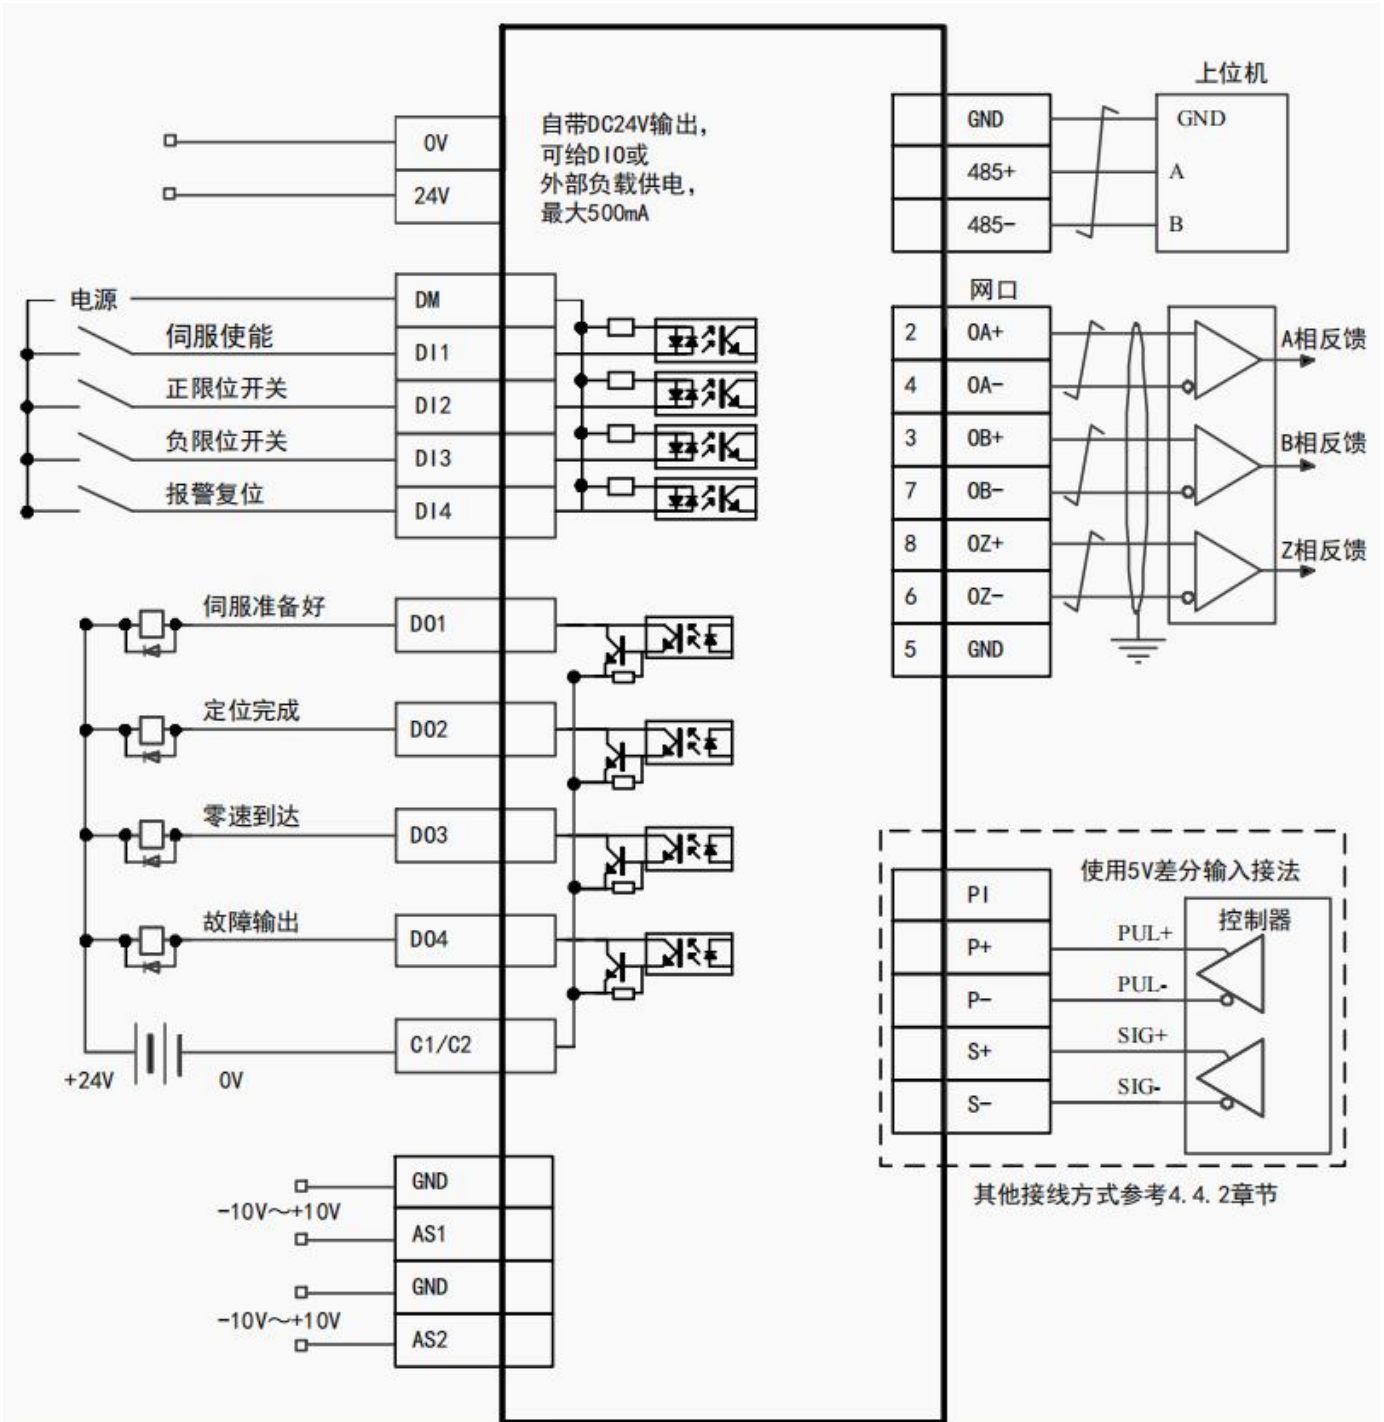 0V
24V
自带DC24V输出,
可给DIO或
外部负载供电,
最大500mA
电源
DM
伺服使能
DI1
正限位开关
DI2
负限位开关
DI3
报警复位
DI4
伺服准备好
DO1
定位完成
DO2
零速到达
DO3
故障输出
DO4
C1/C2
+24V
0V
GND
-10V~+10V
AS1
GND
-10V~+10V
AS2
上位机
GND
GND
485+
A
485-
B
网口
2
OA+
A相反馈
4
OA-
3
OB+
B相反馈
7
OB-
8
OZ+
Z相反馈
6
OZ-
5
GND
使用5V差分输入接法
PI
控制器
P+
PUL+
P-
PUL-
S+
SIG+
S-
SIG-
其他接线方式参考4.4.2章节